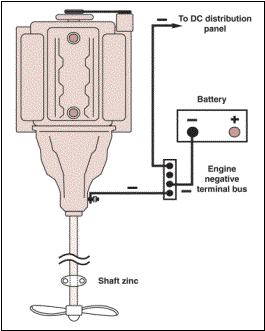 To DC distribution
panel
Battery
− +
Engine
negative
terminal bus
Shaft zinc